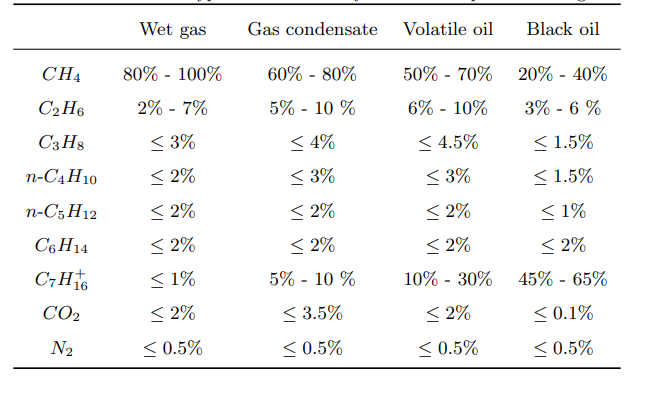 Wet gas Gas condensate Volatile oil Black oil
CH4 80% - 100% 60% - 80% 50% - 70% 20% - 40%
C2H6 2% - 7% 5% - 10 % 6% - 10% 3% - 6 %
C3H8 ≤ 3% ≤ 4% ≤ 4.5% ≤ 1.5%
n-C4H10 ≤ 2% ≤ 3% ≤ 3% ≤ 1.5%
n-C5H12 ≤ 2% ≤ 2% ≤ 2% ≤ 1%
C6H14 ≤ 2% ≤ 2% ≤ 2% ≤ 2%
C7H16+ ≤ 1% 5% - 10 % 10% - 30% 45% - 65%
CO2 ≤ 2% ≤ 3.5% ≤ 2% ≤ 0.1%
N2 ≤ 0.5% ≤ 0.5% ≤ 0.5% ≤ 0.5%